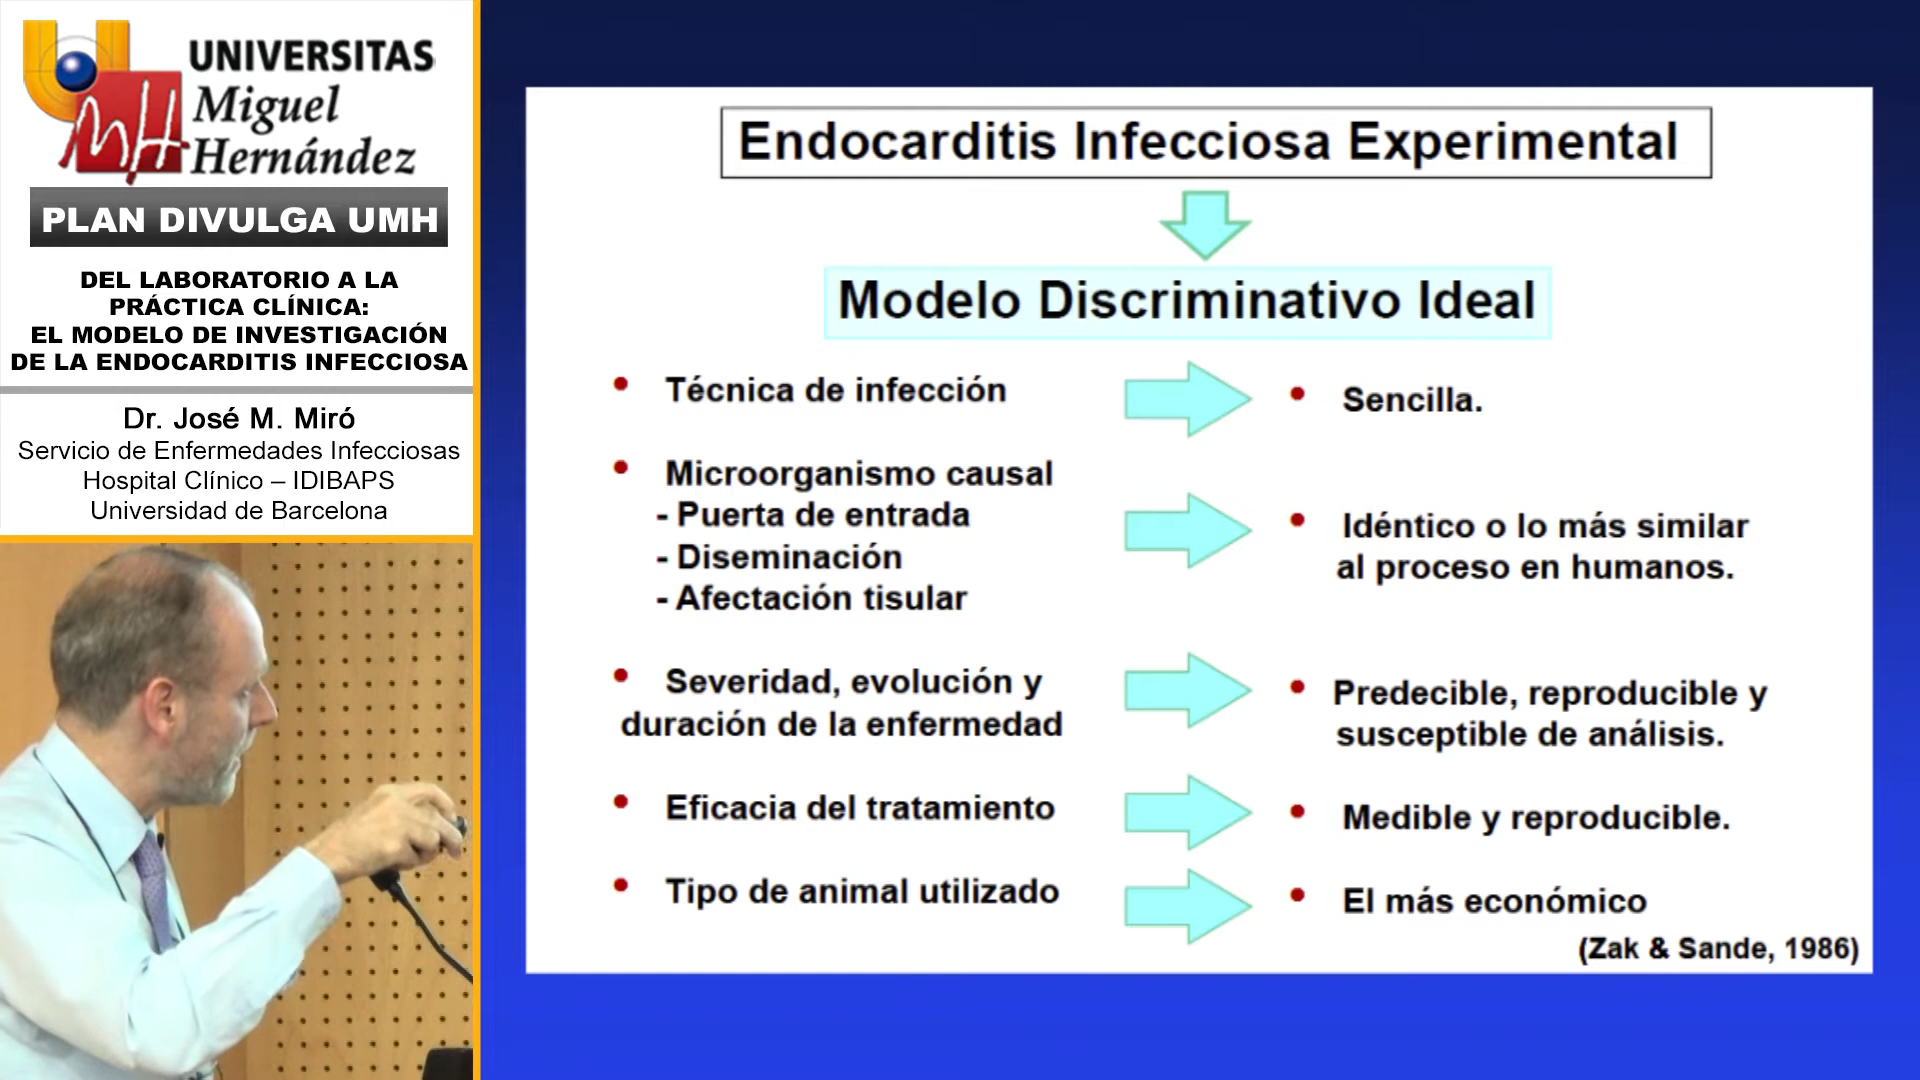 UNIVERSITAS
Miguel
Hernández
PLAN DIVULGA UMH
DEL LABORATORIO A LA
PRÁCTICA CLÍNICA:
EL MODELO DE INVESTIGACIÓN
DE LA ENDOCARDITIS INFECCIOSA
Dr. José M. Miró
Servicio de Enfermedades Infecciosas
Hospital Clínico – IDIBAPS
Universidad de Barcelona
Endocarditis Infecciosa Experimental
Modelo Discriminativo Ideal
• Técnica de infección
• Sencilla.
• Microorganismo causal
- Puerta de entrada
- Diseminación
- Afectación tisular
• Idéntico o lo más similar
al proceso en humanos.
• Severidad, evolución y
duración de la enfermedad
• Predecible, reproducible y
susceptible de análisis.
• Eficacia del tratamiento
• Medible y reproducible.
• Tipo de animal utilizado
• El más económico
(Zak & Sande, 1986)